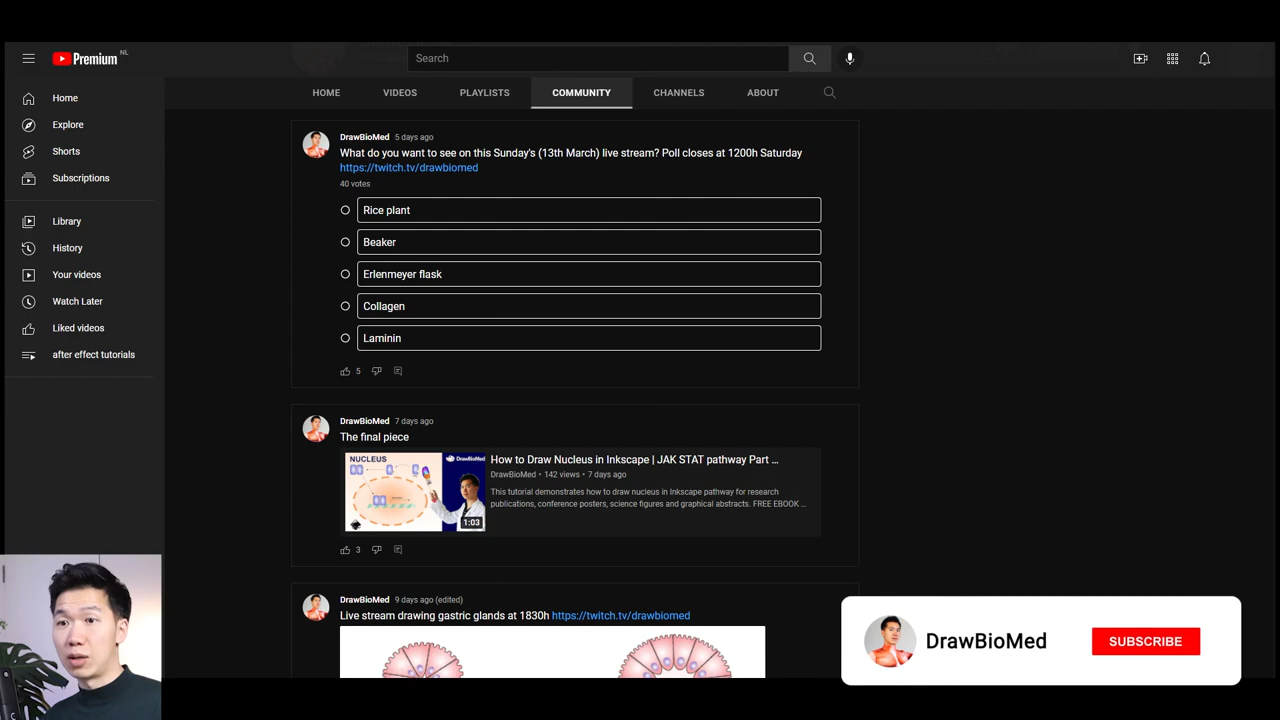 Premium NL
Search
Home
Explore
Shorts
Subscriptions
Library
History
Your videos
Watch Later
Liked videos
after effect tutorials
HOME VIDEOS PLAYLISTS COMMUNITY CHANNELS ABOUT
DrawBioMed 5 days ago
What do you want to see on this Sunday's (13th March) live stream? Poll closes at 1200h Saturday
https://twitch.tv/drawbiomed
40 votes
Rice plant
Beaker
Erlenmeyer flask
Collagen
Laminin
5
DrawBioMed 7 days ago
The final piece
NUCLEUS
DrawBioMed
1:03
How to Draw Nucleus in Inkscape | JAK STAT pathway Part ...
DrawBioMed • 142 views • 7 days ago
This tutorial demonstrates how to draw nucleus in Inkscape pathway for research
publications, conference posters, science figures and graphical abstracts. FREE EBOOK ...
3
DrawBioMed 9 days ago (edited)
Live stream drawing gastric glands at 1830h https://twitch.tv/drawbiomed
DrawBioMed
SUBSCRIBE